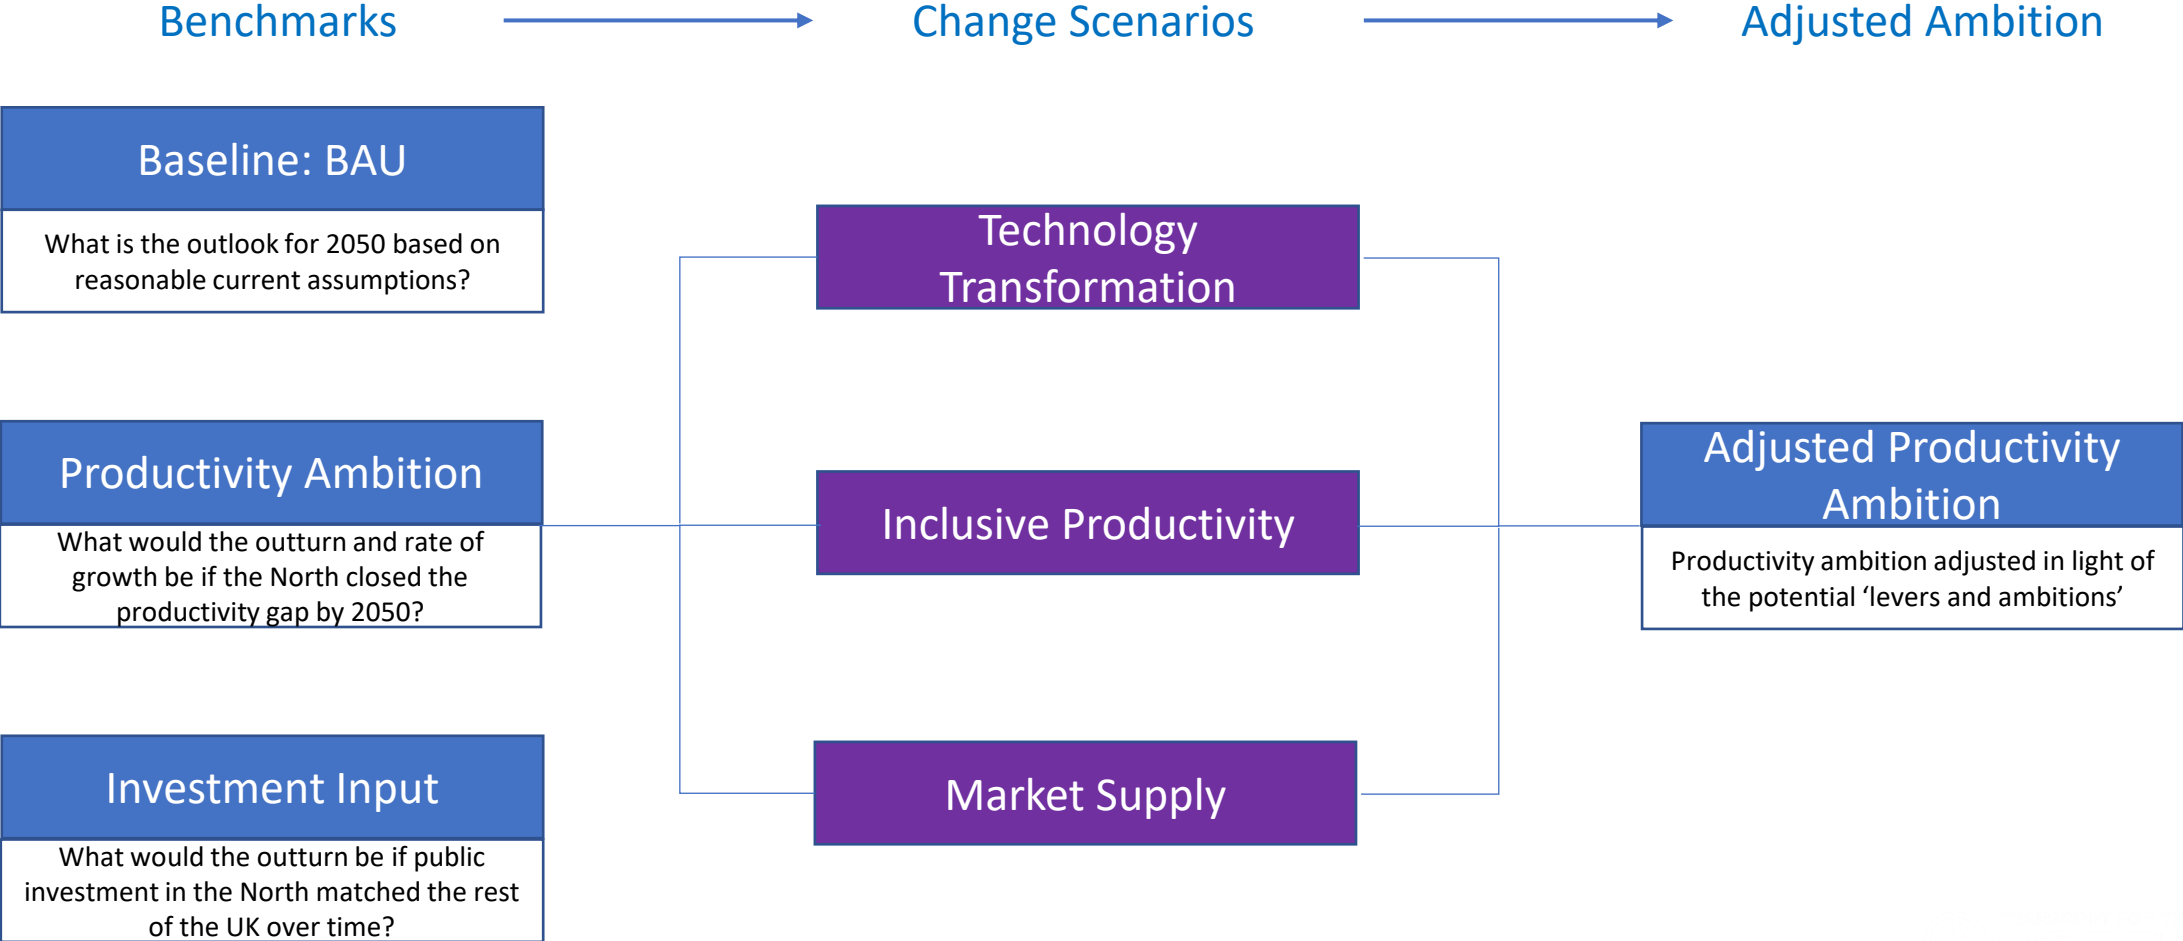 Benchmarks
Change Scenarios
Adjusted Ambition
Baseline: BAU
What is the outlook for 2050 based on
reasonable current assumptions?
Technology
Transformation
Productivity Ambition
What would the outturn and rate of
growth be if the North closed the
productivity gap by 2050?
Inclusive Productivity
Adjusted Productivity
Ambition
Productivity ambition adjusted in light of
the potential ‘levers and ambitions’
Investment Input
What would the outturn be if public
investment in the North matched the rest
of the UK over time?
Market Supply